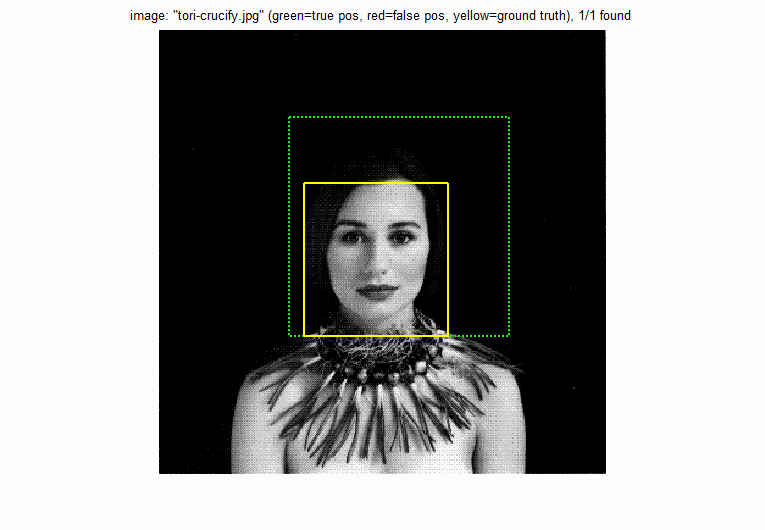 image: "tori-crucify.jpg" (green=true pos, red=false pos, yellow=ground truth), 1/1 found